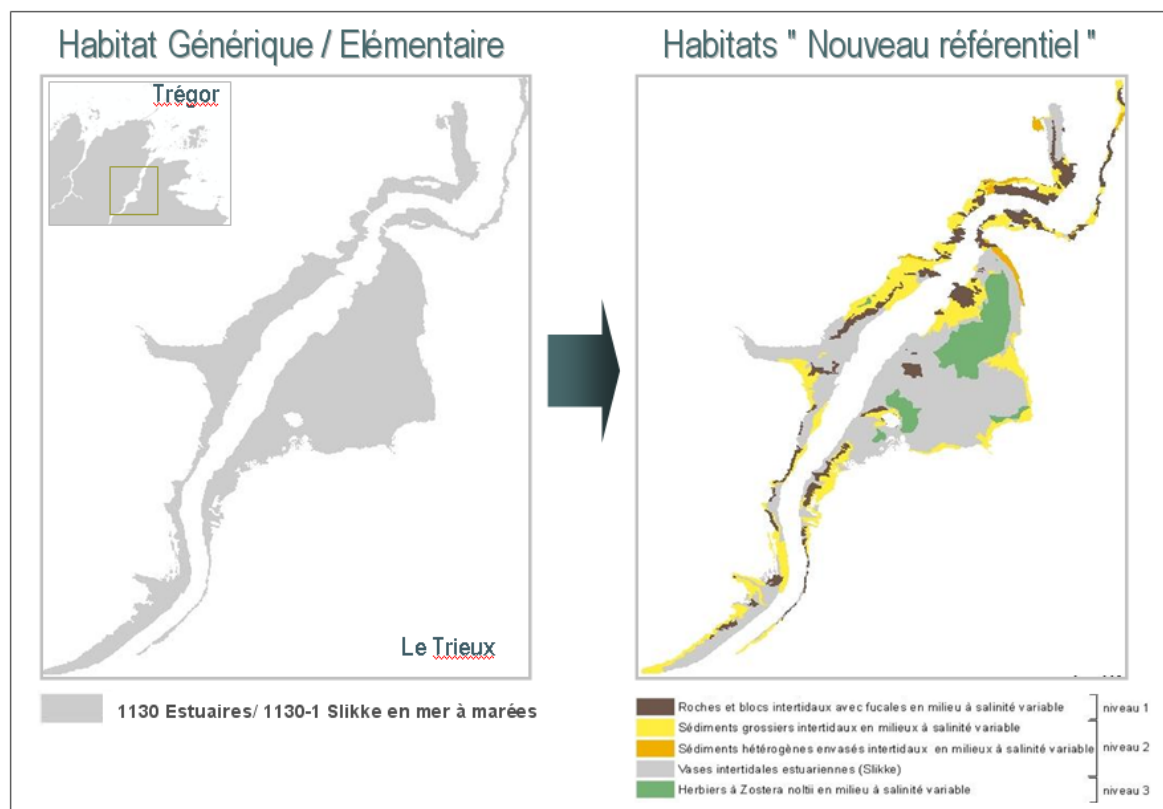 Habitat Générique / Elémentaire
Trégor
Le Trieux
1130 Estuaires/ 1130-1 Slikke en mer à marées
Habitats " Nouveau référentiel "
Roches et blocs intertidaux avec fucales en milieu à salinité variable
niveau 1
Sédiments grossiers intertidaux en milieux à salinité variable
Sédiments hétérogènes envasés intertidaux en milieux à salinité variable
niveau 2
Vases intertidales estuariennes (Slikke)
Herbiers à Zostera noltii en milieu à salinité variable
niveau 3